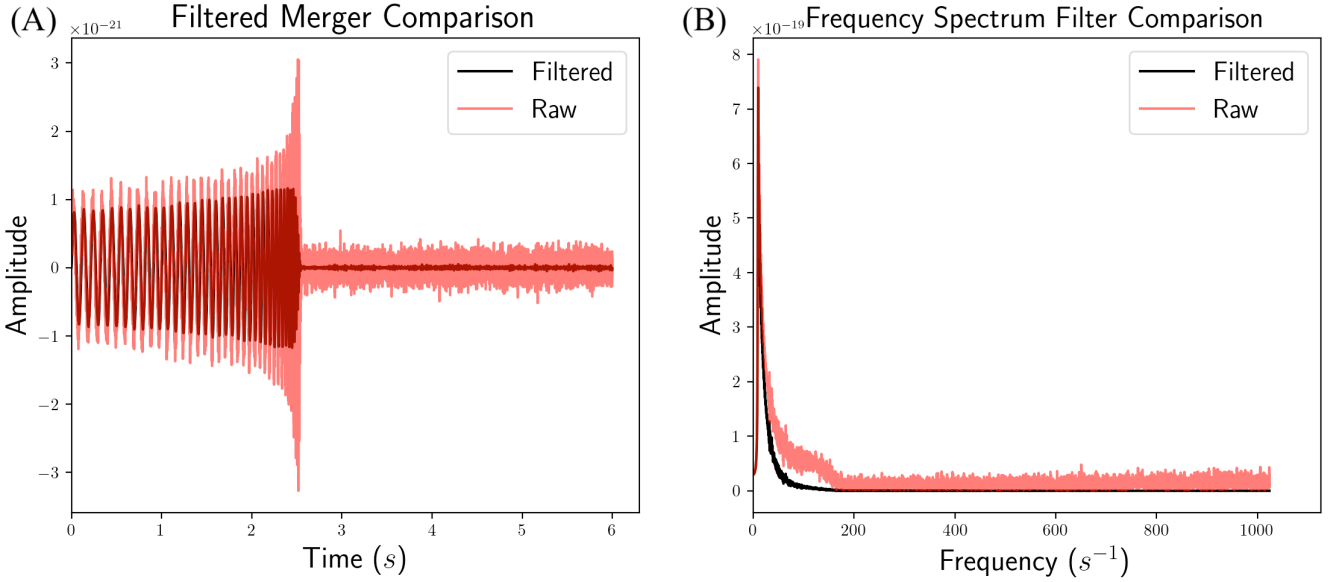 (A) Filtered Merger Comparison
×10−21
Filtered
Raw
3
2
1
0
−1
−2
−3
Amplitude
0 1 2 3 4 5 6
Time (s)
(B) Frequency Spectrum Filter Comparison
×10−19
Filtered
Raw
8
7
6
5
4
3
2
1
0
Amplitude
0 200 400 600 800 1000
Frequency (s−1)